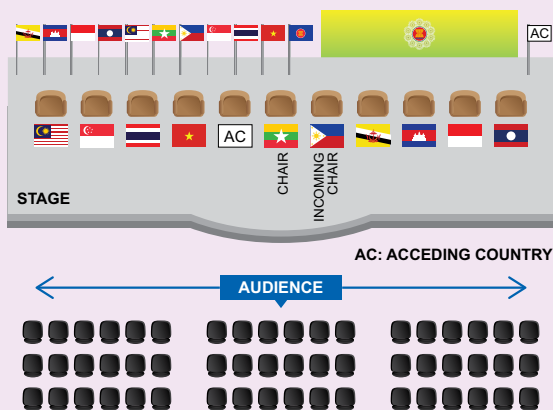 AC
AC
CHAIR
INCOMING
CHAIR
STAGE
AC: ACCEDING COUNTRY
AUDIENCE